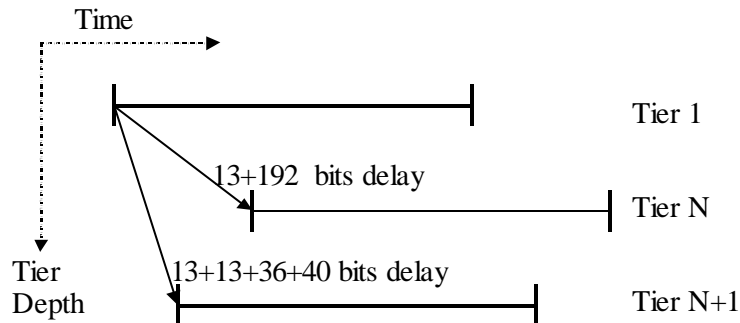 Time
Tier 1
13+192 bits delay
Tier N
13+13+36+40 bits delay
Tier
Depth
Tier N+1